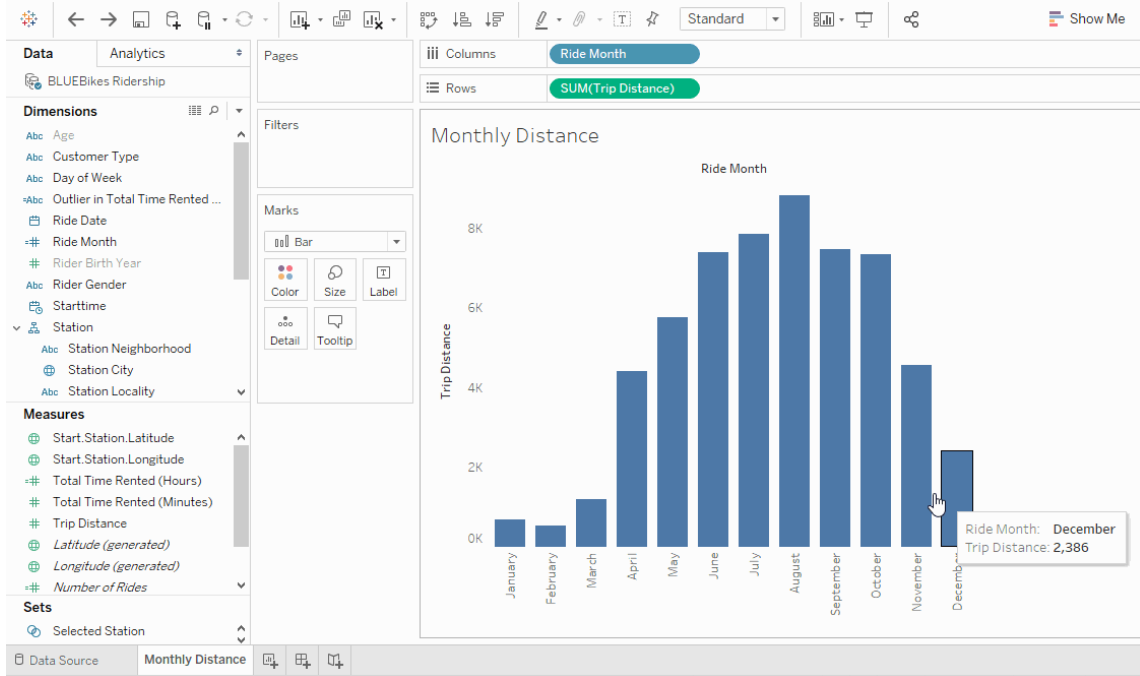 Standard
Show Me
Data
Analytics
BLUEBikes Ridership
Dimensions
Abc Age
Abc Customer Type
Abc Day of Week
=Abc Outlier in Total Time Rented ...
Ride Date
=# Ride Month
# Rider Birth Year
Abc Rider Gender
Starttime
Station
Abc Station Neighborhood
Station City
Abc Station Locality
Measures
Start.Station.Latitude
Start.Station.Longitude
=# Total Time Rented (Hours)
# Total Time Rented (Minutes)
# Trip Distance
Latitude (generated)
Longitude (generated)
=# Number of Rides
Sets
Selected Station
Pages
Filters
Marks
Bar
Color
Size
Label
Detail
Tooltip
Columns
Ride Month
Rows
SUM(Trip Distance)
Monthly Distance
Ride Month
Trip Distance
8K
6K
4K
2K
0K
January
February
March
April
May
June
July
August
September
October
November
December
Ride Month: December
Trip Distance: 2,386
Data Source
Monthly Distance